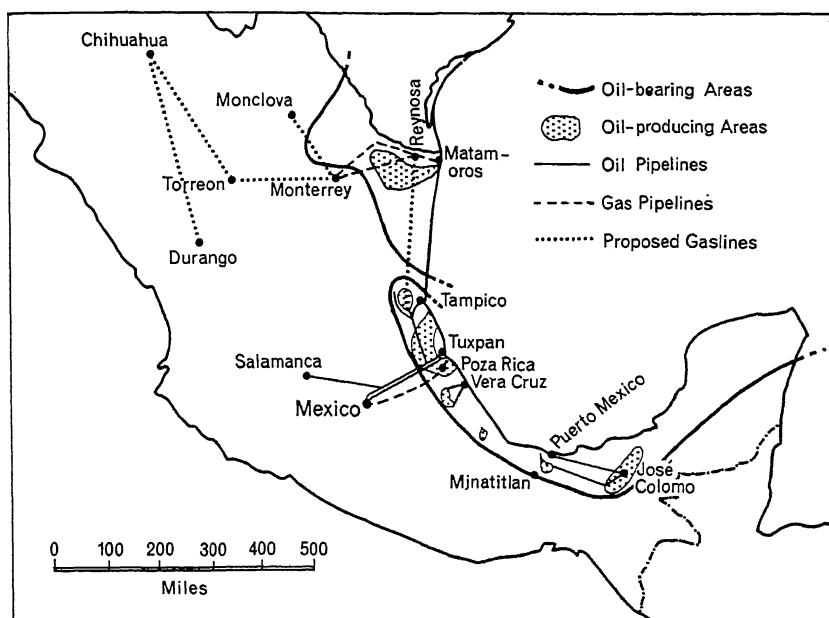 Chihuahua
Monclova
Reynosa
Matam-
oros
Torreon
Monterrey
Durango
Oil-bearing Areas
Oil-producing Areas
Oil Pipelines
Gas Pipelines
Proposed Gaslines
Tampico
Tuxpan
Salamanca
Poza Rica
Vera Cruz
Mexico
Puerto Mexico
José
Colomo
Mjnatitlan
0 100 200 300 400 500
Miles